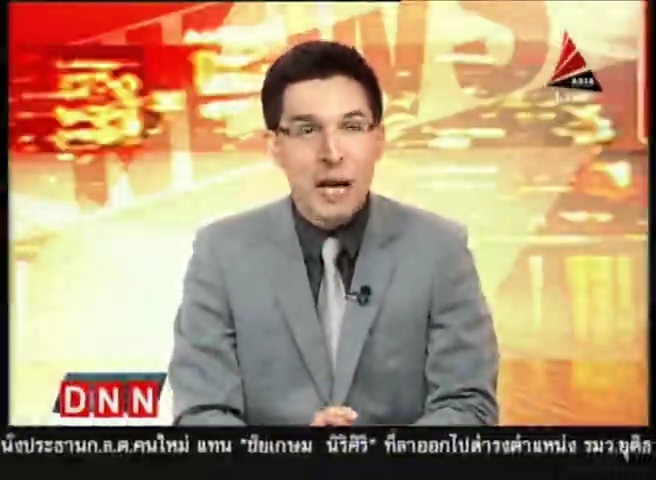 ASIA
DNN
นั่งประธานก.ล.ต.คนใหม่ แทน "ชัยเกษม นิติสิริ" ที่ลาออกไปดำรงตำแหน่ง รมว.ยุติธ